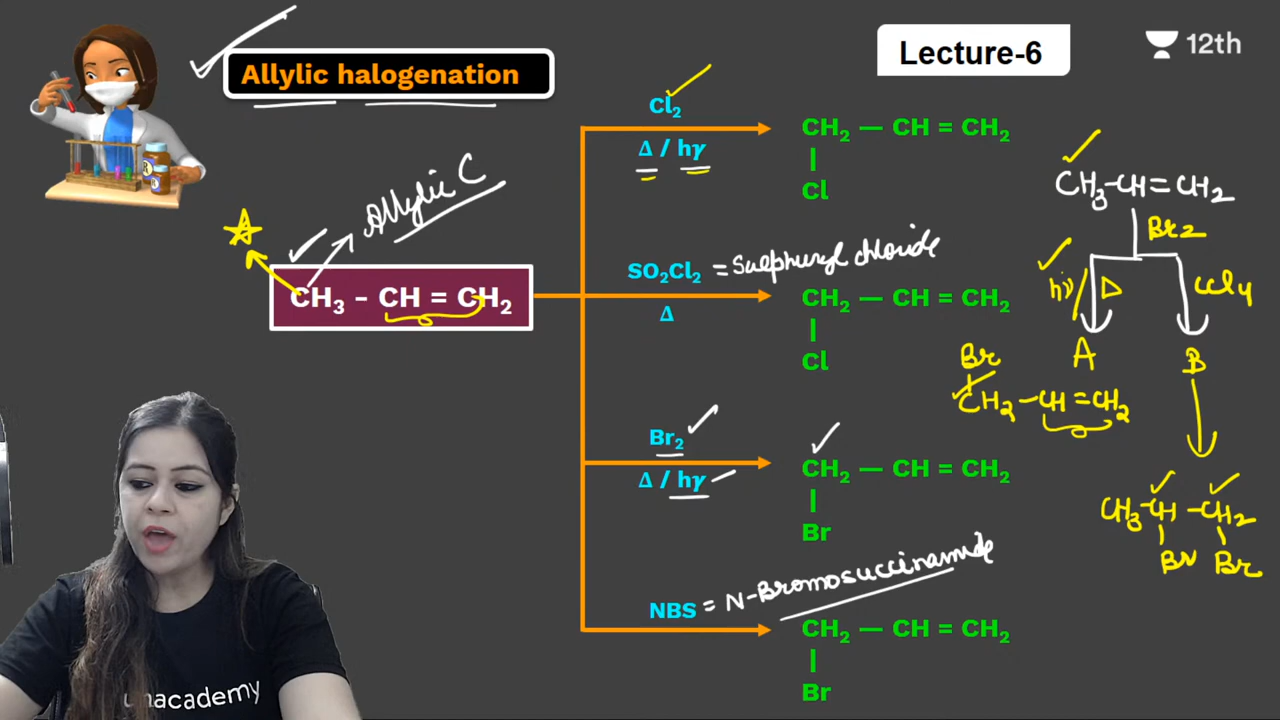 Allylic halogenation
Lecture-6
12th
Allylic C
CH₃ – CH = CH₂
Cl₂
Δ / hγ
CH₂ — CH = CH₂
|
Cl
SO₂Cl₂ = Sulphuryl chloride
Δ
CH₂ — CH = CH₂
|
Cl
Br₂
Δ / hγ
CH₂ — CH = CH₂
|
Br
NBS = N-Bromosuccinamide
CH₂ — CH = CH₂
|
Br
CH₃-CH=CH₂
Br₂
hν/Δ
CCl₄
A
B
Br
CH₂-CH=CH₂
CH₃-CH-CH₂
Br Br
R
R
unacademy